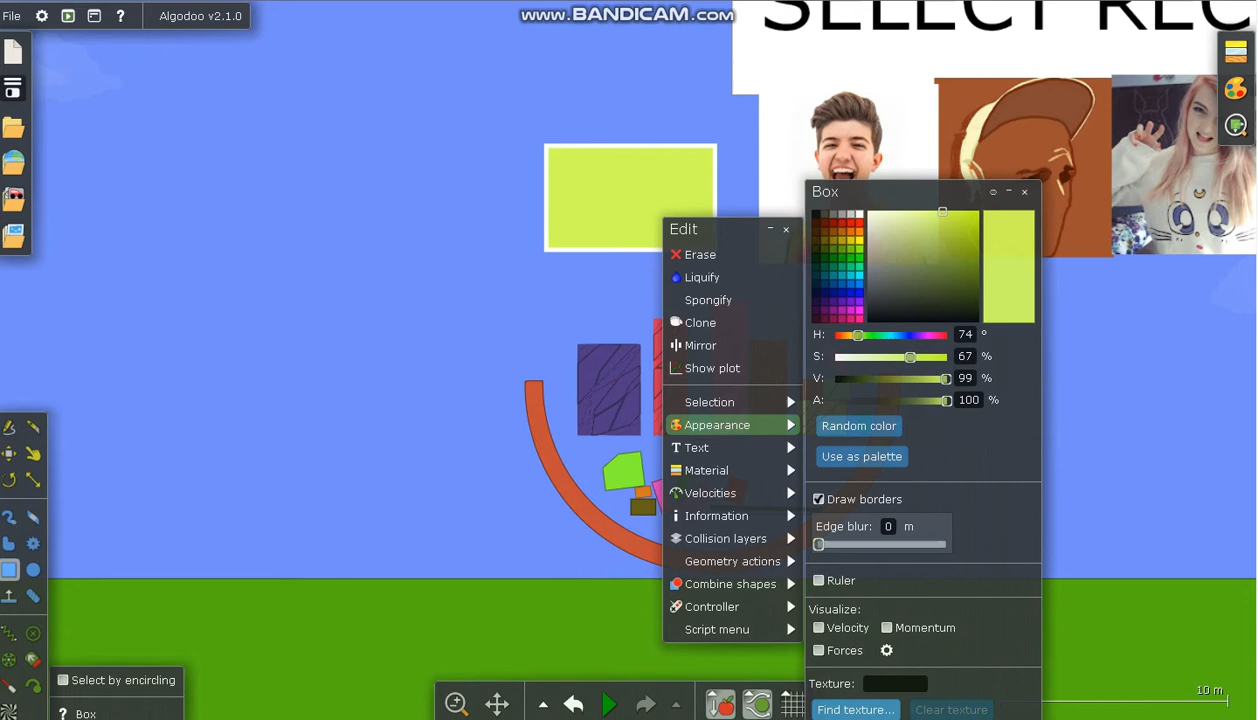 File
Algodoo v2.1.0
www.BANDICAM.com
SELECT REC
Box
Edit
Erase
Liquify
Spongify
Clone
Mirror
Show plot
Selection
Appearance
Text
Material
Velocities
Information
Collision layers
Geometry actions
Combine shapes
Controller
Script menu
H: 74 °
S: 67 %
V: 99 %
A: 100 %
Random color
Use as palette
Draw borders
Edge blur: 0 m
Ruler
Visualize:
Velocity Momentum
Forces
Texture:
Find texture... Clear texture
Select by encircling
? Box
10 m